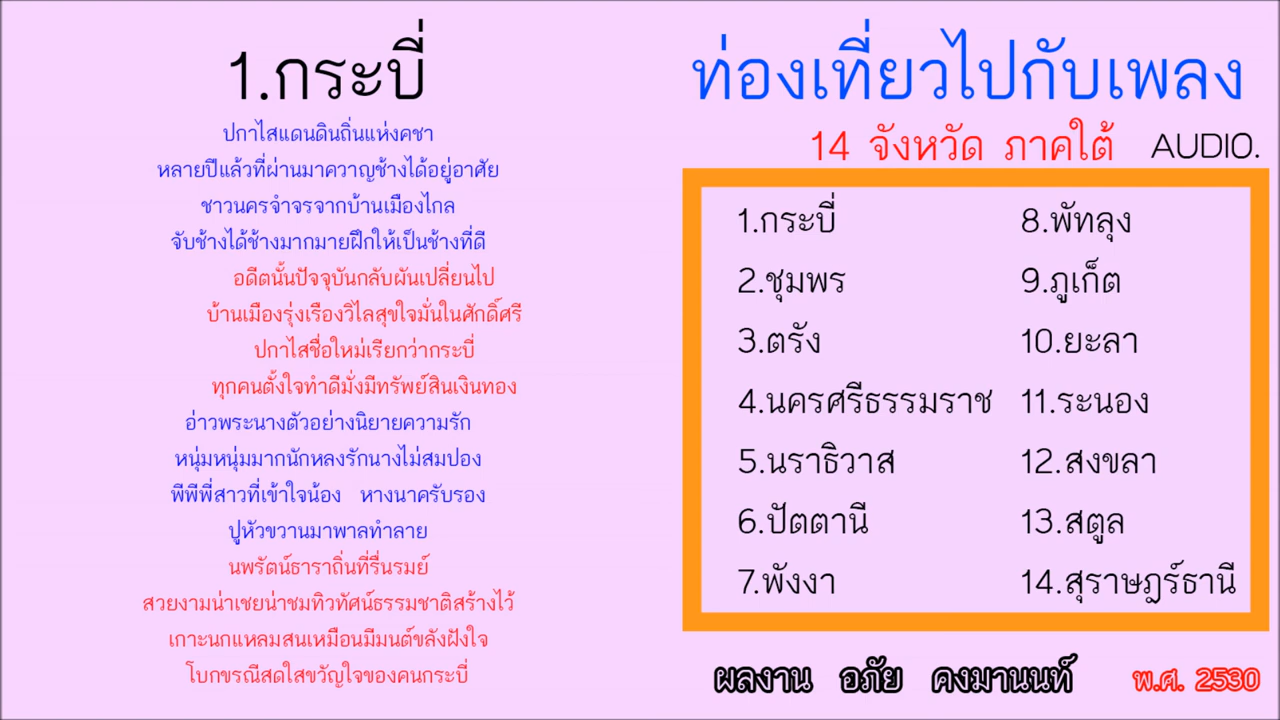 1.กระบี่
ปกาไสแดนดินถิ่นแห่งคชา
หลายปีแล้วที่ผ่านมาควาญช้างได้อยู่อาศัย
ชาวนครจำจรจากบ้านเมืองไกล
จับช้างได้ช้างมากมายฝึกให้เป็นช้างที่ดี
อดีตนั้นปัจจุบันกลับผันเปลี่ยนไป
บ้านเมืองรุ่งเรืองวิไลสุขใจมั่นในศักดิ์ศรี
ปกาไสชื่อใหม่เรียกว่ากระบี่
ทุกคนตั้งใจทำดีมั่งมีทรัพย์สินเงินทอง
อ่าวพระนางตัวอย่างนิยายความรัก
หนุ่มหนุ่มมากนักหลงรักนางไม่สมปอง
พีพีพี่สาวที่เข้าใจน้อง หางนาครับรอง
ปูหัวขวานมาพาลทำลาย
นพรัตน์ธาราถิ่นที่รื่นรมย์
สวยงามน่าเชยน่าชมทิวทัศน์ธรรมชาติสร้างไว้
เกาะนกแหลมสนเหมือนมีมนต์ขลังฝังใจ
โบกขรณีสดใสขวัญใจของคนกระบี่
ท่องเที่ยวไปกับเพลง
14 จังหวัด ภาคใต้ AUDIO.
1.กระบี่
2.ชุมพร
3.ตรัง
4.นครศรีธรรมราช
5.นราธิวาส
6.ปัตตานี
7.พังงา
8.พัทลุง
9.ภูเก็ต
10.ยะลา
11.ระนอง
12.สงขลา
13.สตูล
14.สุราษฎร์ธานี
ผลงาน อภัย คงมานนท์ พ.ศ. 2530